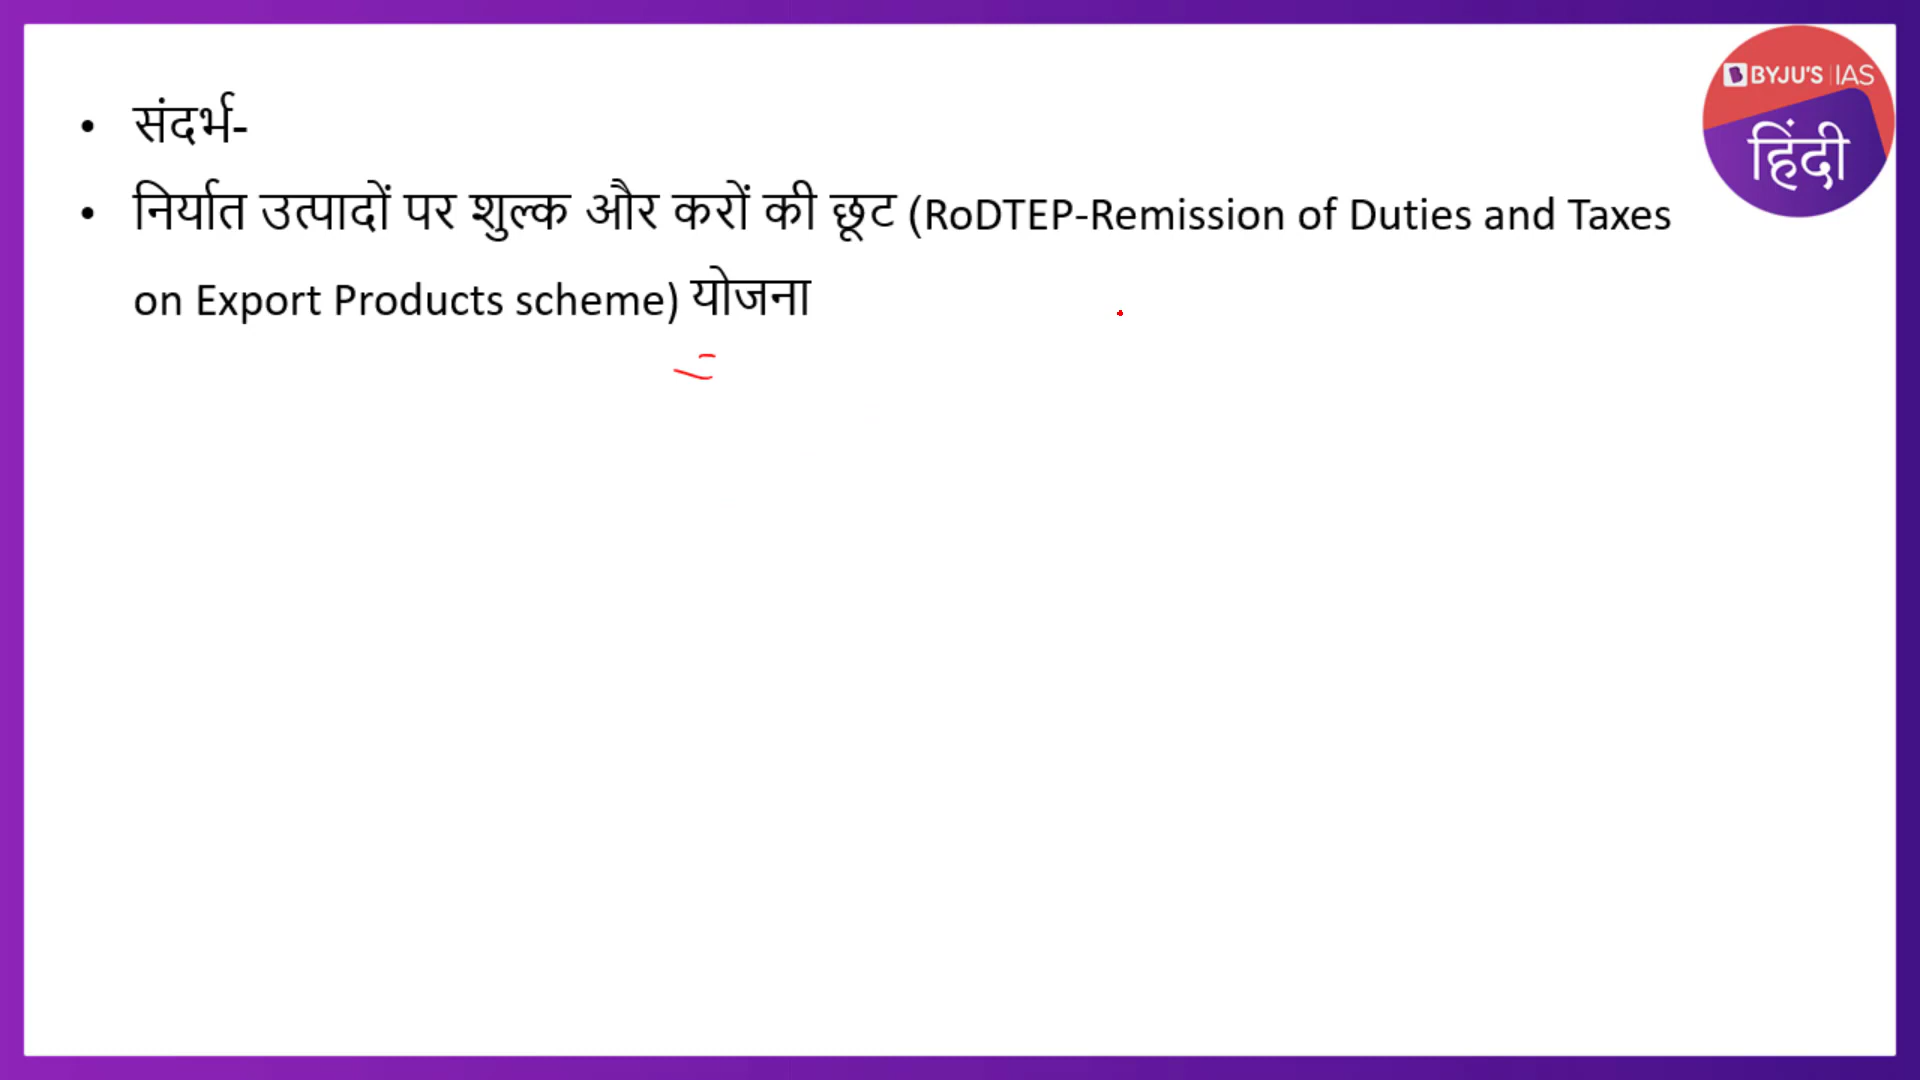 BYJU'S IAS
हिंदी
• संदर्भ-
• निर्यात उत्पादों पर शुल्क और करों की छूट (RoDTEP-Remission of Duties and Taxes
on Export Products scheme) योजना